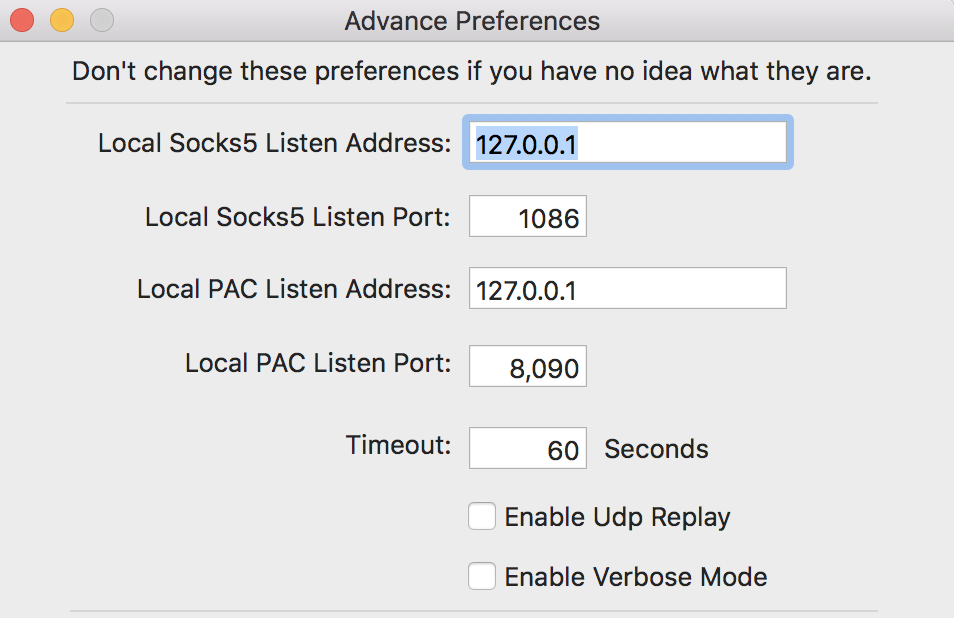 Advance Preferences
Don't change these preferences if you have no idea what they are.
Local Socks5 Listen Address: 127.0.0.1
Local Socks5 Listen Port: 1086
Local PAC Listen Address: 127.0.0.1
Local PAC Listen Port: 8,090
Timeout: 60 Seconds
Enable Udp Replay
Enable Verbose Mode